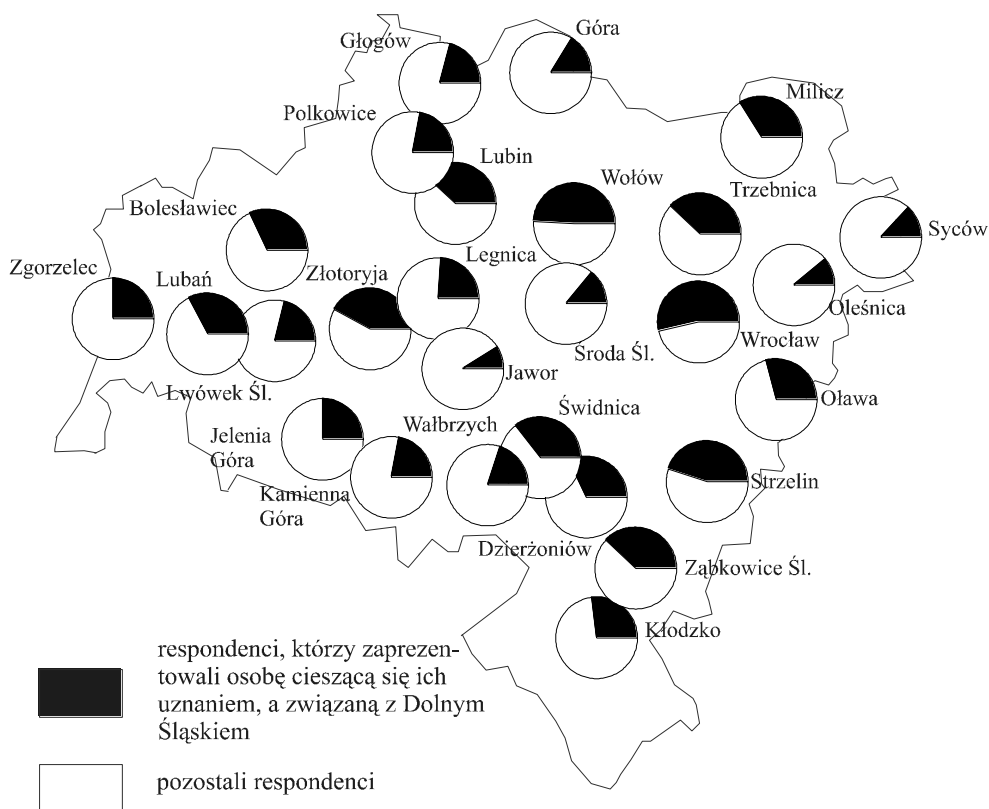 Góra
Głogów
Milicz
Polkowice
Lubin
Wołów
Trzebnica
Bolesławiec
Syców
Zgorzelec
Lubań
Złotoryja
Legnica
Oleśnica
Środa Śl.
Wrocław
Jawor
Lwówek Śl.
Oława
Wałbrzych
Świdnica
Jelenia
Góra
Strzelin
Kamienna
Góra
Dzierżoniów
Ząbkowice Śl.
Kłodzko
respondenci, którzy zaprezen-
towali osobę cieszącą się ich
uznaniem, a związaną z Dolnym
Śląskiem
pozostali respondenci